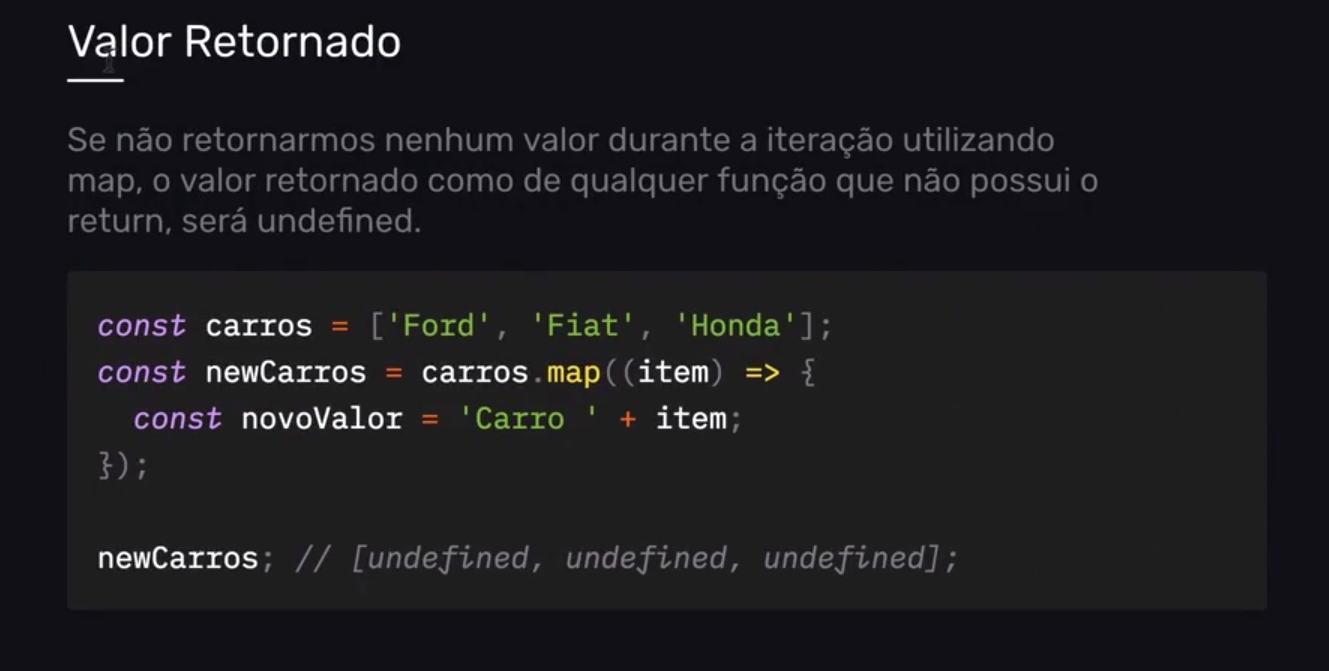 Valor Retornado
Se não retornarmos nenhum valor durante a iteração utilizando
map, o valor retornado como de qualquer função que não possui o
return, será undefined.
const carros = ['Ford', 'Fiat', 'Honda'];
const newCarros = carros.map((item) => {
  const novoValor = 'Carro ' + item;
});
newCarros; // [undefined, undefined, undefined];